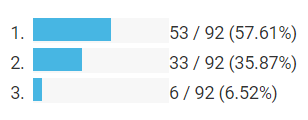 1. 53 / 92 (57.61%)
2. 33 / 92 (35.87%)
3. 6 / 92 (6.52%)